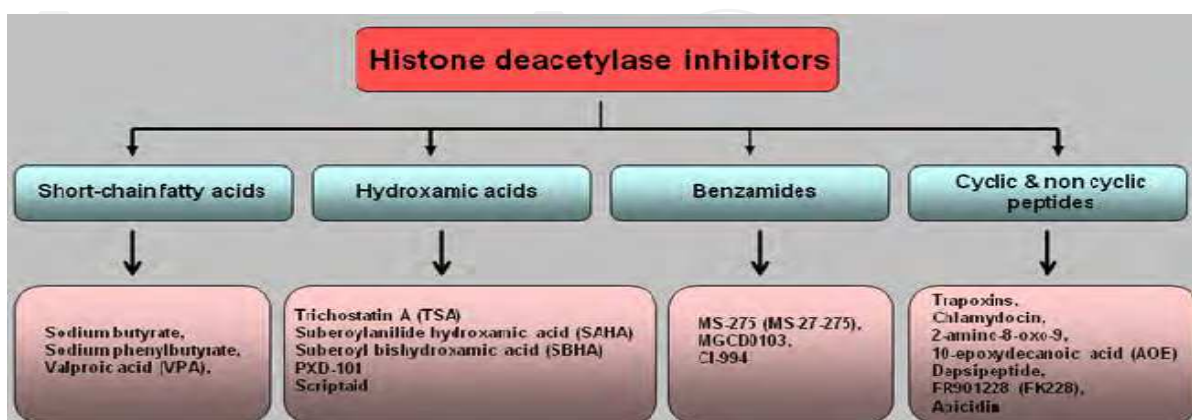 Histone deacetylase inhibitors
Short-chain fatty acids
Hydroxamic acids
Benzamides
Cyclic & non cyclic
peptides
Sodium butyrate,
Sodium phenylbutyrate,
Valproic acid (VPA),
Trichostatin A (TSA)
Suberoylanilide hydroxamic acid (SAHA)
Suberoyl bishydroxamic acid (SBHA)
PXD-101
Scriptaid
MS-275 (MS-27-275),
MGCD0103,
CI-994
Trapoxins,
Chlamydocin,
2-amine-8-oxo-9,
10-epoxydecanoic acid (AOE)
Depsipeptide,
FR901228 (FK228),
Apicidin